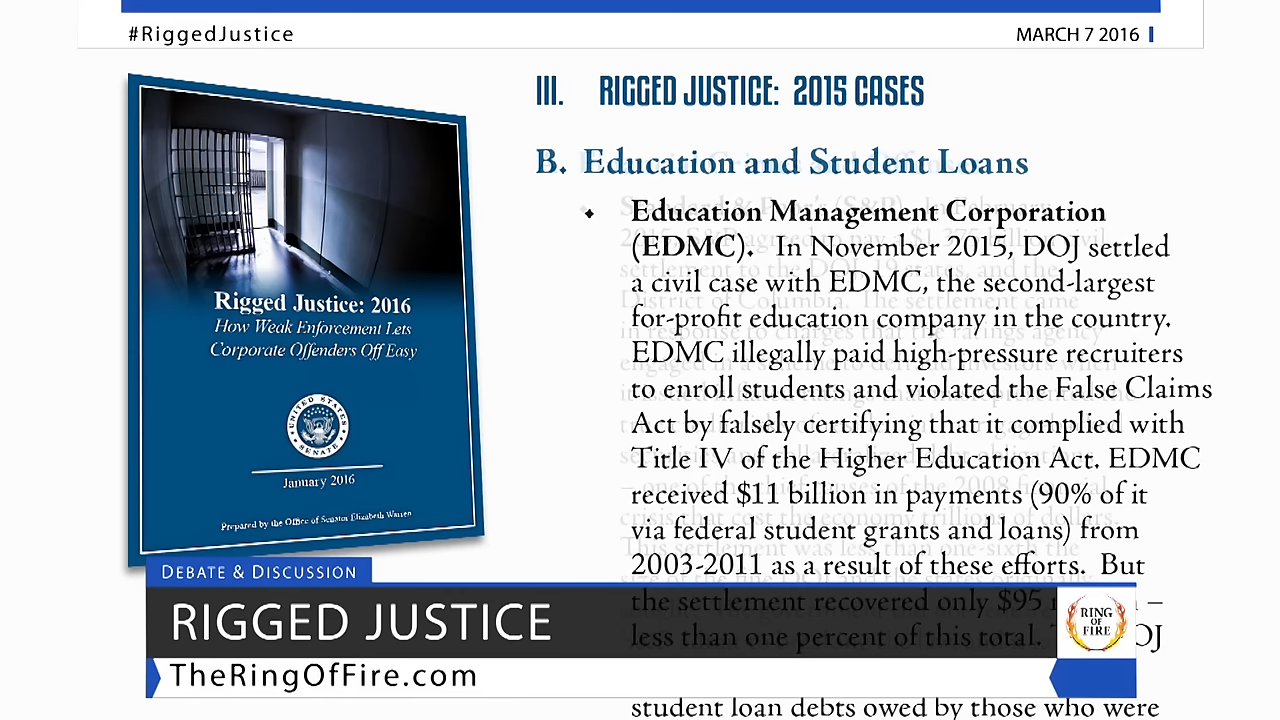 #RiggedJustice
MARCH 7 2016
III. RIGGED JUSTICE: 2015 CASES
B. Education and Student Loans
Education Management Corporation
(EDMC). In November 2015, DOJ settled
a civil case with EDMC, the second-largest
for-profit education company in the country.
EDMC illegally paid high-pressure recruiters
to enroll students and violated the False Claims
Act by falsely certifying that it complied with
Title IV of the Higher Education Act. EDMC
received $11 billion in payments (90% of it
via federal student grants and loans) from
2003-2011 as a result of these efforts. But
the settlement recovered only $95 –
less than one percent of this total.
student loan debts owed by those who were
Rigged Justice: 2016
How Weak Enforcement Lets
Corporate Offenders Off Easy
UNITED STATES
SENATE
January 2016
Prepared by the Office of Senator Elizabeth Warren
DEBATE & DISCUSSION
RIGGED JUSTICE
RING
OF
FIRE
TheRingOfFire.com